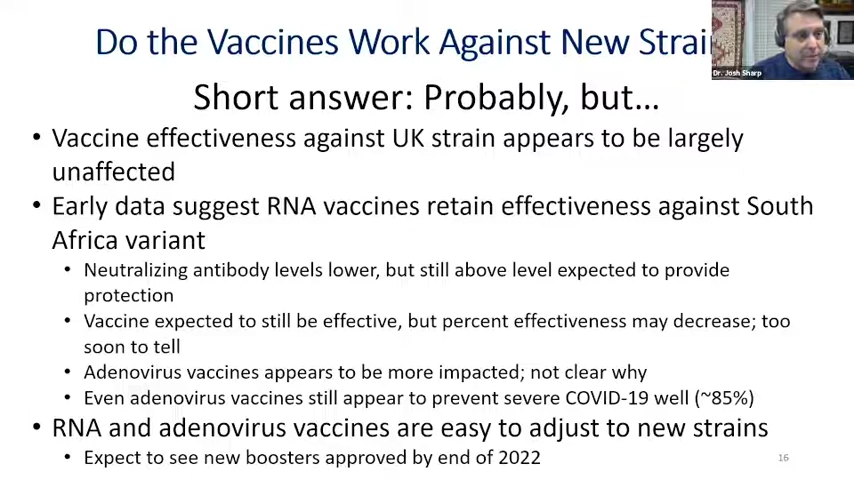 Do the Vaccines Work Against New Strai
Dr. Josh Sharp
Short answer: Probably, but…
• Vaccine effectiveness against UK strain appears to be largely
unaffected
• Early data suggest RNA vaccines retain effectiveness against South
Africa variant
• Neutralizing antibody levels lower, but still above level expected to provide
protection
• Vaccine expected to still be effective, but percent effectiveness may decrease; too
soon to tell
• Adenovirus vaccines appears to be more impacted; not clear why
• Even adenovirus vaccines still appear to prevent severe COVID-19 well (~85%)
• RNA and adenovirus vaccines are easy to adjust to new strains
• Expect to see new boosters approved by end of 2022
16